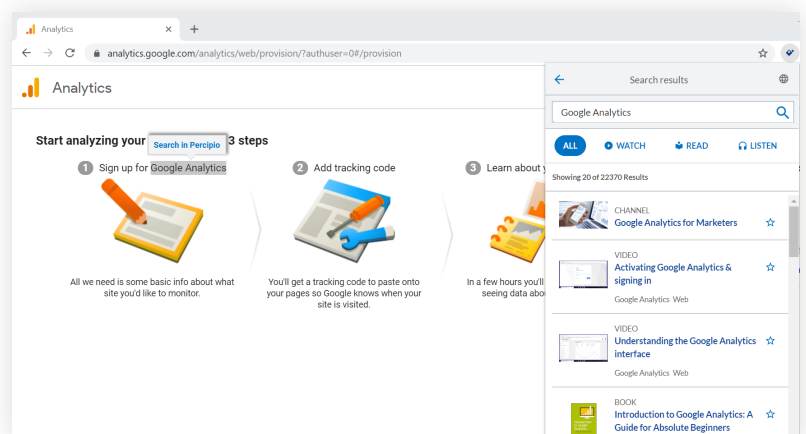 Analytics
analytics.google.com/analytics/web/provision/?authuser=0#/provision
Analytics
Start analyzing your
Search in Percipio
3 steps
1 Sign up for Google Analytics
All we need is some basic info about what
site you'd like to monitor.
2 Add tracking code
You'll get a tracking code to paste onto
your pages so Google knows when your
site is visited.
3 Learn about
In a few hours you'll
seeing data
Search results
Google Analytics
ALL
WATCH
READ
LISTEN
Showing 20 of 22370 Results
CHANNEL
Google Analytics for Marketers
VIDEO
Activating Google Analytics &
signing in
Google Analytics Web
VIDEO
Understanding the Google Analytics
interface
Google Analytics Web
BOOK
Introduction to Google Analytics: A
Guide for Absolute Beginners